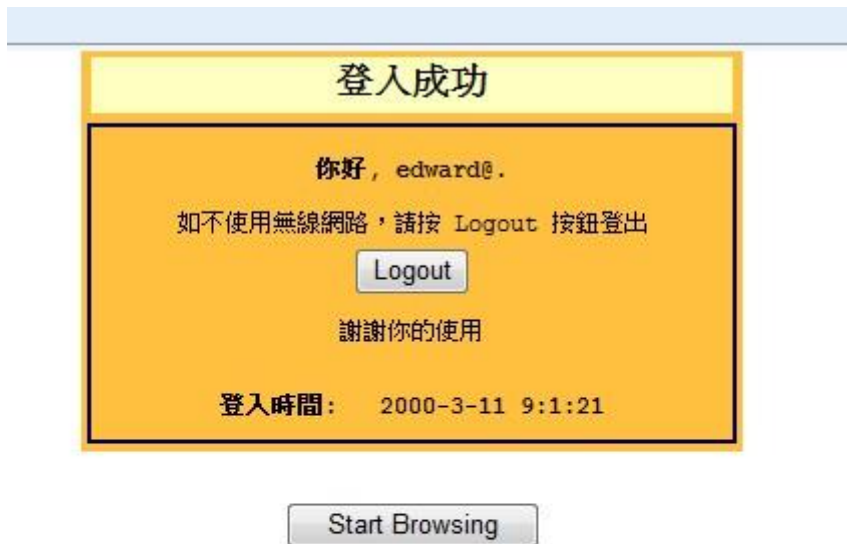 登入成功
你好, edward@.
如不使用無線網路，請按 Logout 按鈕登出
Logout
謝謝你的使用
登入時間: 2000-3-11 9:1:21
Start Browsing